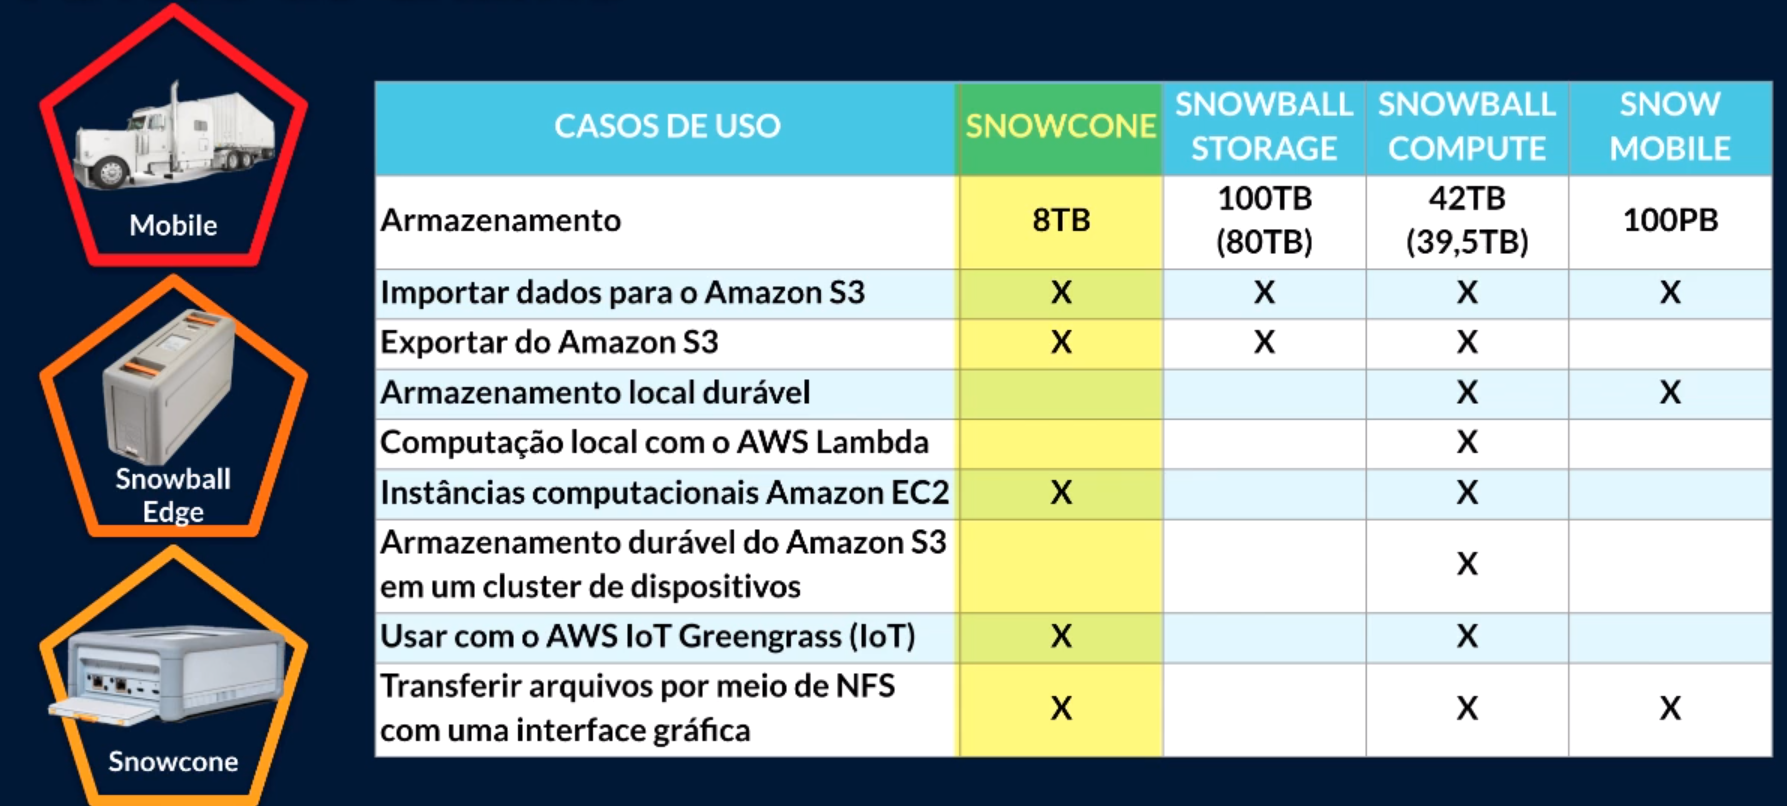 Mobile
Snowball
Edge
Snowcone
CASOS DE USO SNOWCONE SNOWBALL STORAGE SNOWBALL COMPUTE SNOW MOBILE
Armazenamento 8TB 100TB (80TB) 42TB (39,5TB) 100PB
Importar dados para o Amazon S3 X X X X
Exportar do Amazon S3 X X X
Armazenamento local durável X X
Computação local com o AWS Lambda X
Instâncias computacionais Amazon EC2 X X
Armazenamento durável do Amazon S3
em um cluster de dispositivos X
Usar com o AWS IoT Greengrass (IoT) X X
Transferir arquivos por meio de NFS
com uma interface gráfica X X X